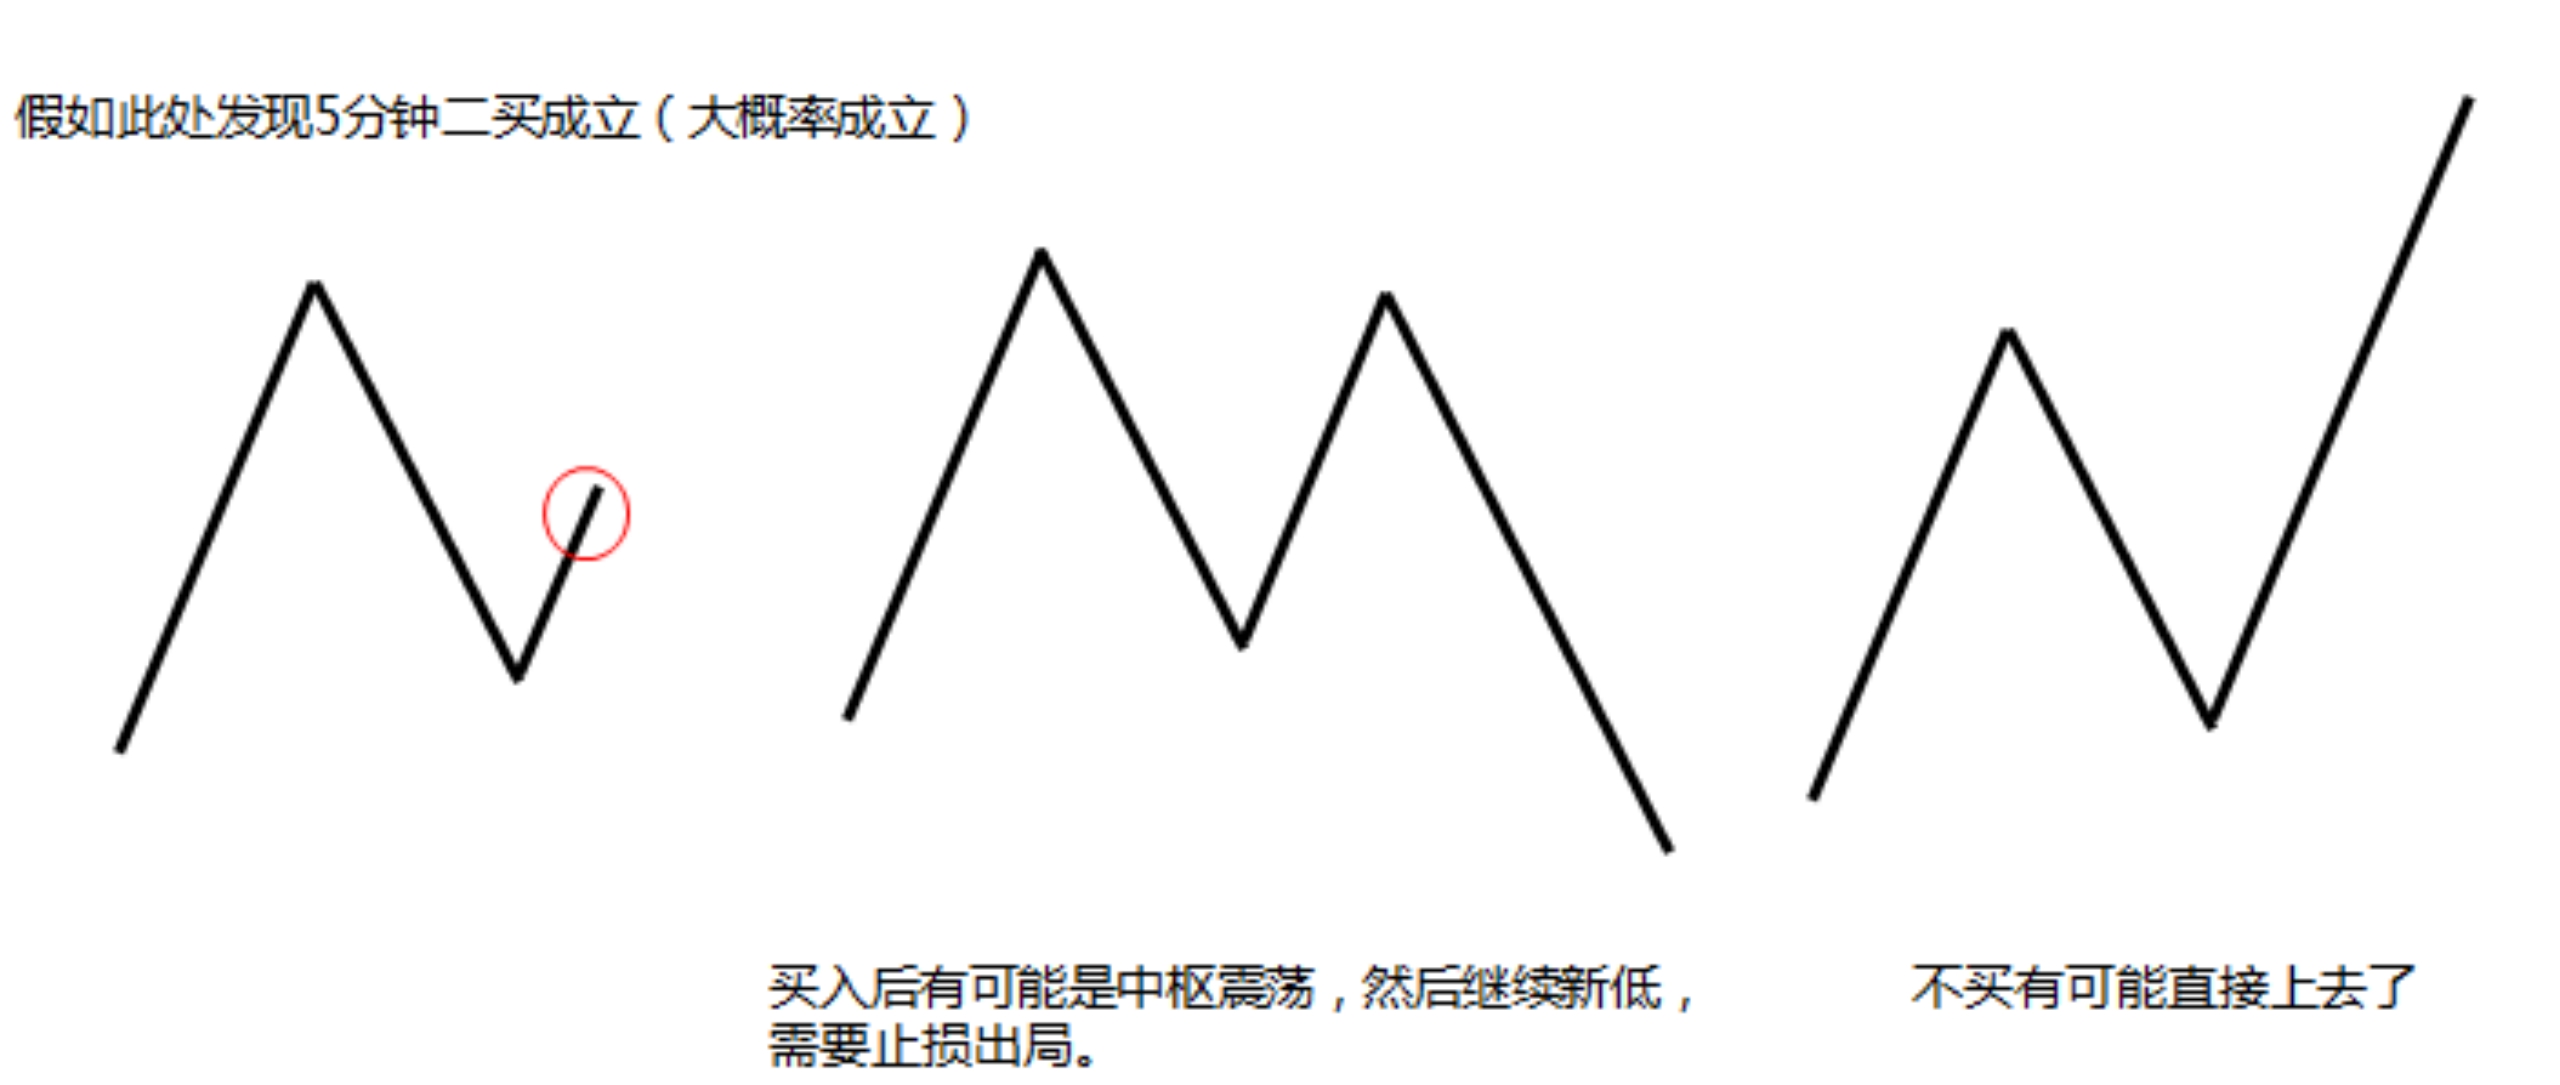 假如此处发现5分钟二买成立（大概率成立）
买入后有可能是中枢震荡，然后继续新低，
需要止损出局。
不买有可能直接上去了